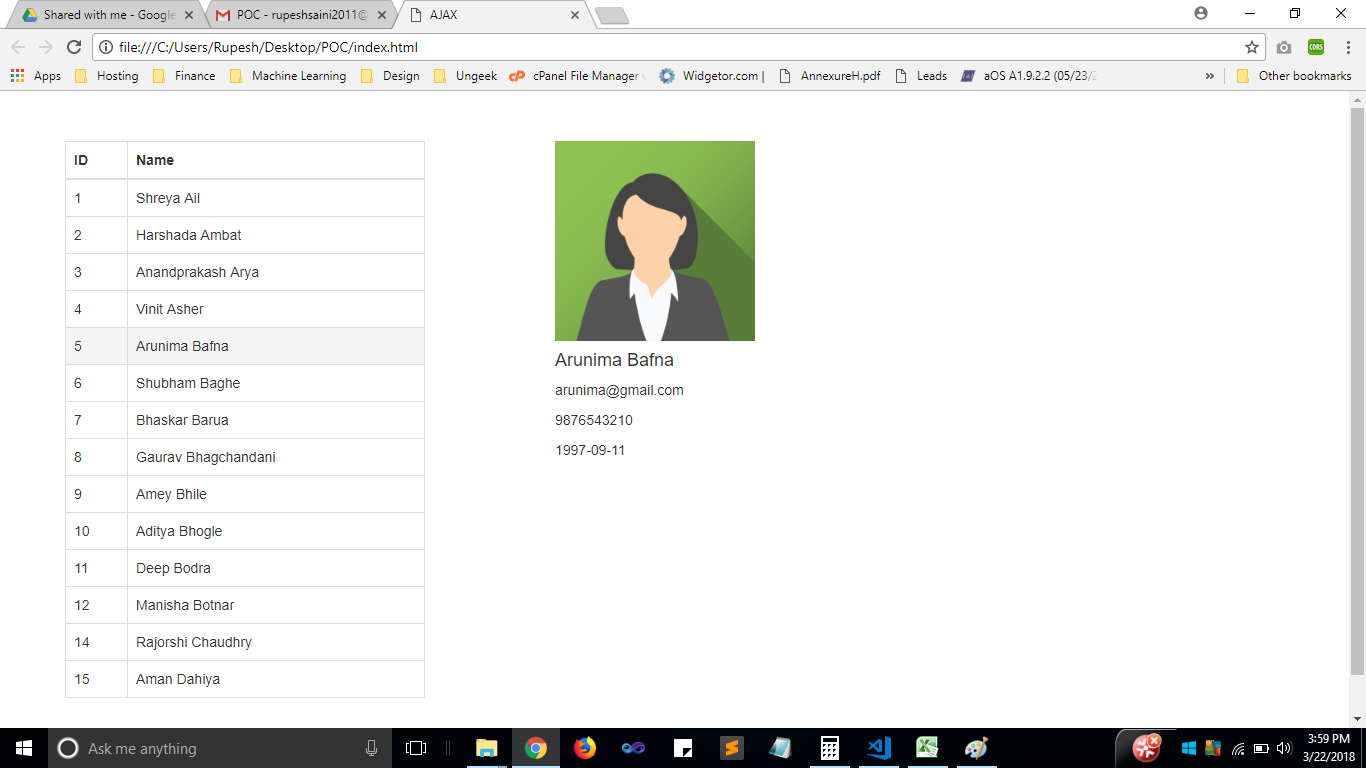 Shared with me - Google
POC - rupeshsaini2011@
AJAX
file:///C:/Users/Rupesh/Desktop/POC/index.html
CORS
Apps Hosting Finance Machine Learning Design Ungeek cPanel File Manager v Widgetor.com | AnnexureH.pdf Leads aOS A1.9.2.2 (05/23/2 » Other bookmarks
ID Name
1 Shreya Ail
2 Harshada Ambat
3 Anandprakash Arya
4 Vinit Asher
5 Arunima Bafna
6 Shubham Baghe
7 Bhaskar Barua
8 Gaurav Bhagchandani
9 Amey Bhile
10 Aditya Bhogle
11 Deep Bodra
12 Manisha Botnar
14 Rajorshi Chaudhry
15 Aman Dahiya
Arunima Bafna
arunima@gmail.com
9876543210
1997-09-11
Ask me anything
3:59 PM
3/22/2018